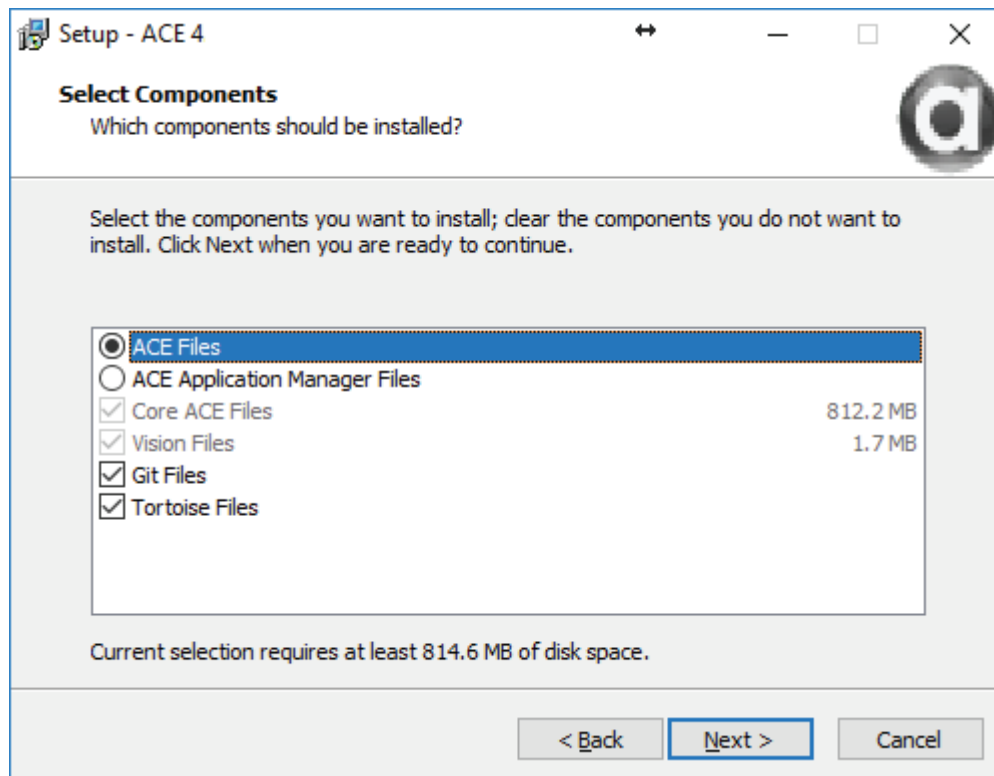 Setup - ACE 4
Select Components
Which components should be installed?
a
Select the components you want to install; clear the components you do not want to
install. Click Next when you are ready to continue.
ACE Files
ACE Application Manager Files
Core ACE Files 812.2 MB
Vision Files 1.7 MB
Git Files
Tortoise Files
Current selection requires at least 814.6 MB of disk space.
< Back Next > Cancel